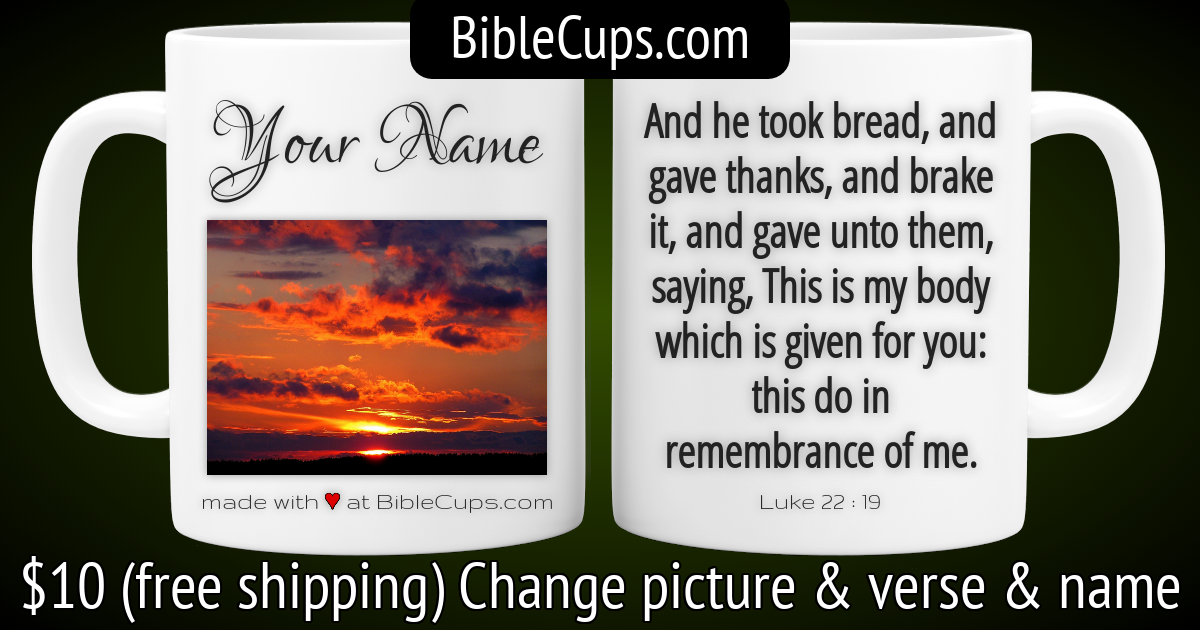 BibleCups.com
Your Name
made with ♥ at BibleCups.com
And he took bread, and
gave thanks, and brake
it, and gave unto them,
saying, This is my body
which is given for you:
this do in
remembrance of me.
Luke 22 : 19
$10 (free shipping) Change picture & verse & name